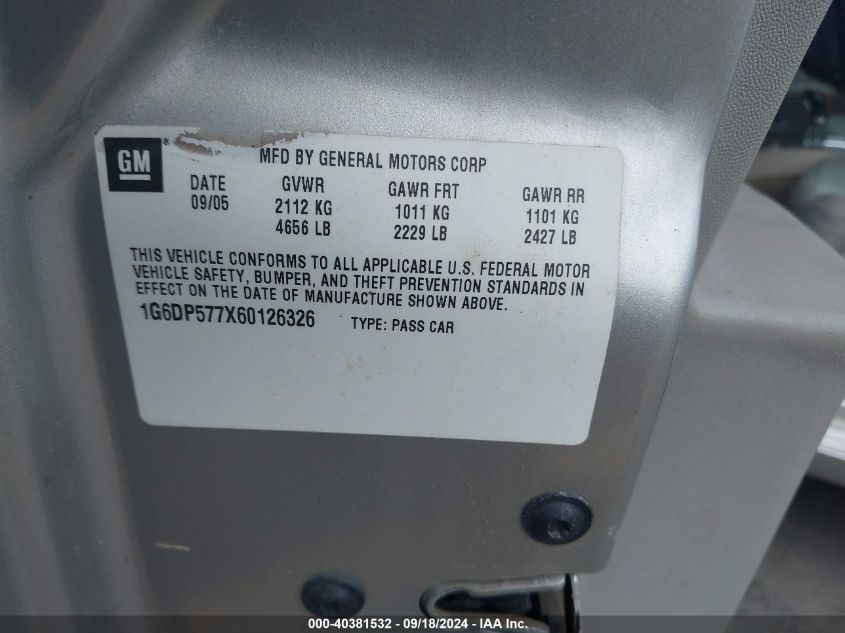 GM ®
MFD BY GENERAL MOTORS CORP
DATE GVWR GAWR FRT GAWR RR
09/05 2112 KG 1011 KG 1101 KG
4656 LB 2229 LB 2427 LB
THIS VEHICLE CONFORMS TO ALL APPLICABLE U.S. FEDERAL MOTOR
VEHICLE SAFETY, BUMPER, AND THEFT PREVENTION STANDARDS IN
EFFECT ON THE DATE OF MANUFACTURE SHOWN ABOVE.
1G6DP577X60126326 TYPE: PASS CAR
000-40381532 - 09/18/2024 - IAA Inc.